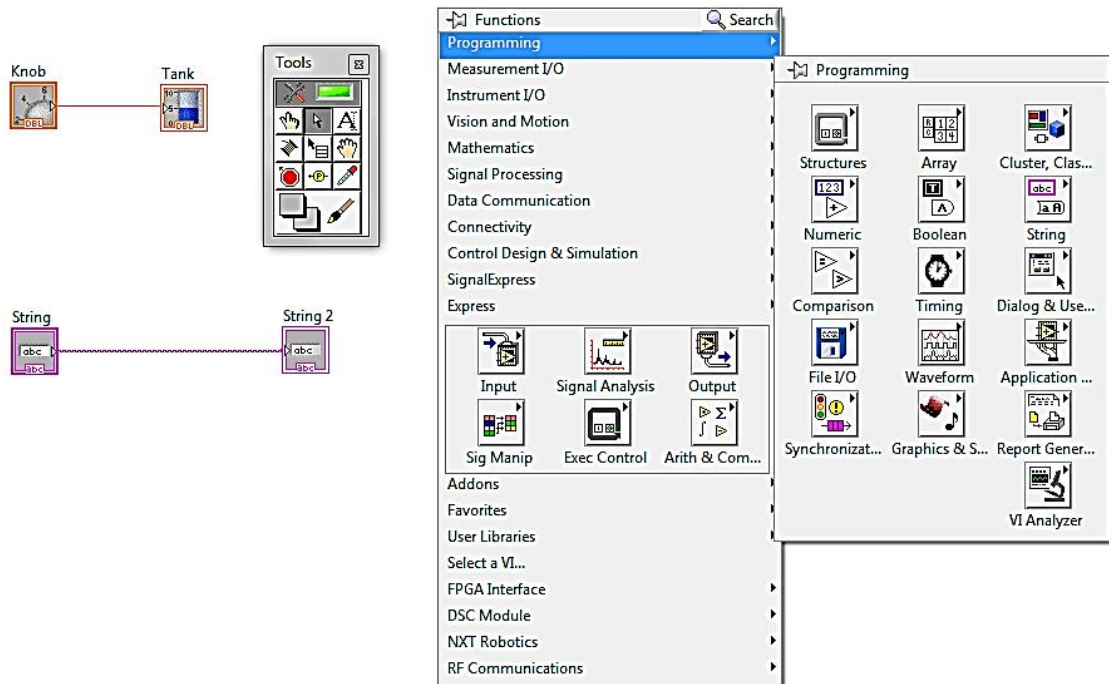 Knob
Tank
DBL
DBL
String
String 2
abc
abc
abc
abc
Tools
Functions
Search
Programming
Measurement I/O
Instrument I/O
Vision and Motion
Mathematics
Signal Processing
Data Communication
Connectivity
Control Design & Simulation
SignalExpress
Express
Input
Signal Analysis
Output
Sig Manip
Exec Control
Arith & Com...
Addons
Favorites
User Libraries
Select a VI...
FPGA Interface
DSC Module
NXT Robotics
RF Communications
Programming
Structures
Array
Cluster, Clas...
Numeric
Boolean
String
Comparison
Timing
Dialog & Use...
File I/O
Waveform
Application ...
Synchronizat...
Graphics & S...
Report Gener...
VI Analyzer